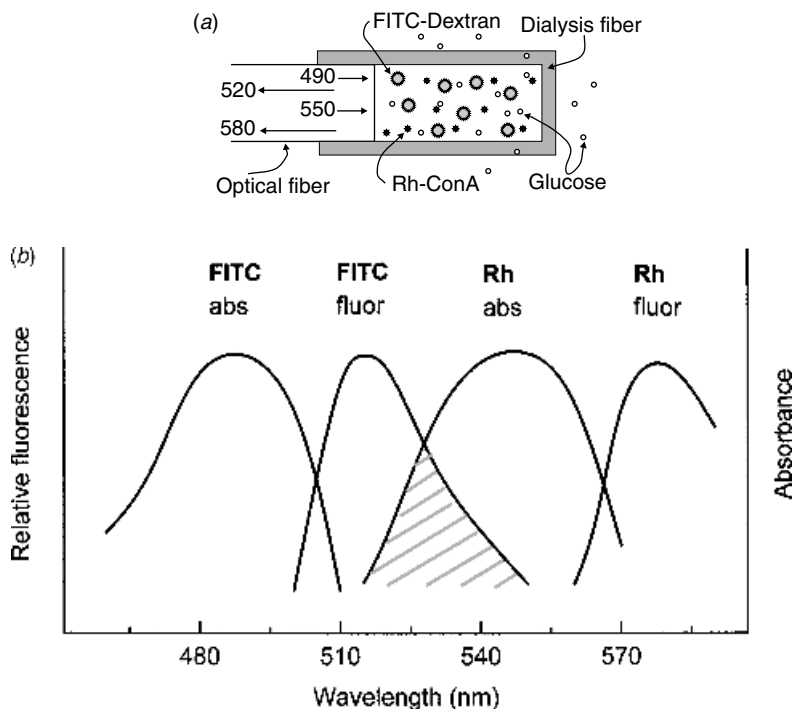 (a)
FITC-Dextran
Dialysis fiber
490
520
550
580
Optical fiber
Rh-ConA
Glucose
(b)
FITC
abs
FITC
fluor
Rh
abs
Rh
fluor
Relative fluorescence
Absorbance
480
510
540
570
Wavelength (nm)